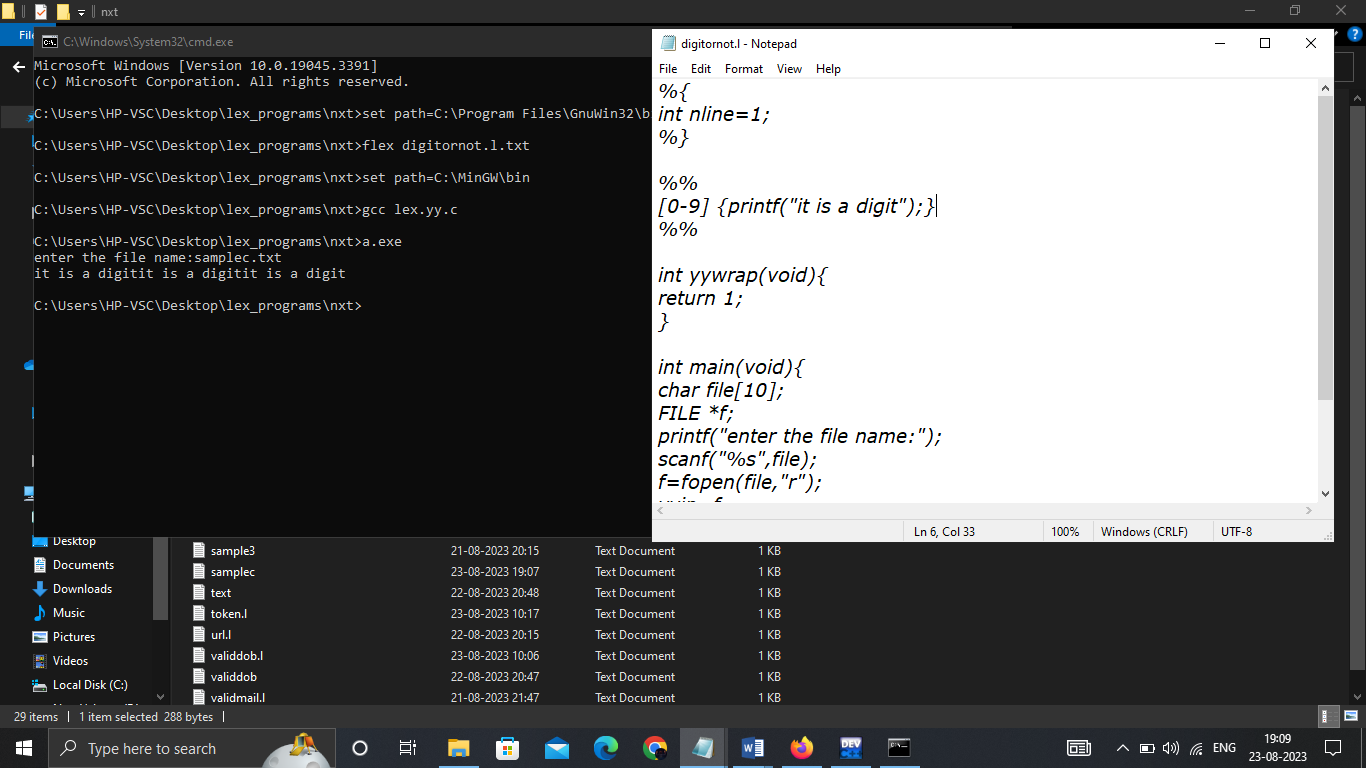 nxt
File
C:\Windows\System32\cmd.exe
Microsoft Windows [Version 10.0.19045.3391]
(c) Microsoft Corporation. All rights reserved.
C:\Users\HP-VSC\Desktop\lex_programs\nxt>set path=C:\Program Files\GnuWin32\b
C:\Users\HP-VSC\Desktop\lex_programs\nxt>flex digitornot.l.txt
C:\Users\HP-VSC\Desktop\lex_programs\nxt>set path=C:\MinGW\bin
C:\Users\HP-VSC\Desktop\lex_programs\nxt>gcc lex.yy.c
C:\Users\HP-VSC\Desktop\lex_programs\nxt>a.exe
enter the file name:samplec.txt
it is a digitit is a digitit is a digit
C:\Users\HP-VSC\Desktop\lex_programs\nxt>
digitornot.l - Notepad
File Edit Format View Help
%{
int nline=1;
%}
%%
[0-9] {printf("it is a digit");}
%%
int yywrap(void){
return 1;
}
int main(void){
char file[10];
FILE *f;
printf("enter the file name:");
scanf("%s",file);
f=fopen(file,"r");
Ln 6, Col 33 100% Windows (CRLF) UTF-8
Desktop
Documents
Downloads
Music
Pictures
Videos
Local Disk (C:)
sample3 21-08-2023 20:15 Text Document 1 KB
samplec 23-08-2023 19:07 Text Document 1 KB
text 22-08-2023 20:48 Text Document 1 KB
token.l 23-08-2023 10:17 Text Document 1 KB
url.l 22-08-2023 20:15 Text Document 1 KB
validdob.l 23-08-2023 10:06 Text Document 1 KB
validdob 22-08-2023 20:47 Text Document 1 KB
validmail.l 21-08-2023 21:47 Text Document 1 KB
29 items 1 item selected 288 bytes
Type here to search
DEV
ENG
19:09
23-08-2023